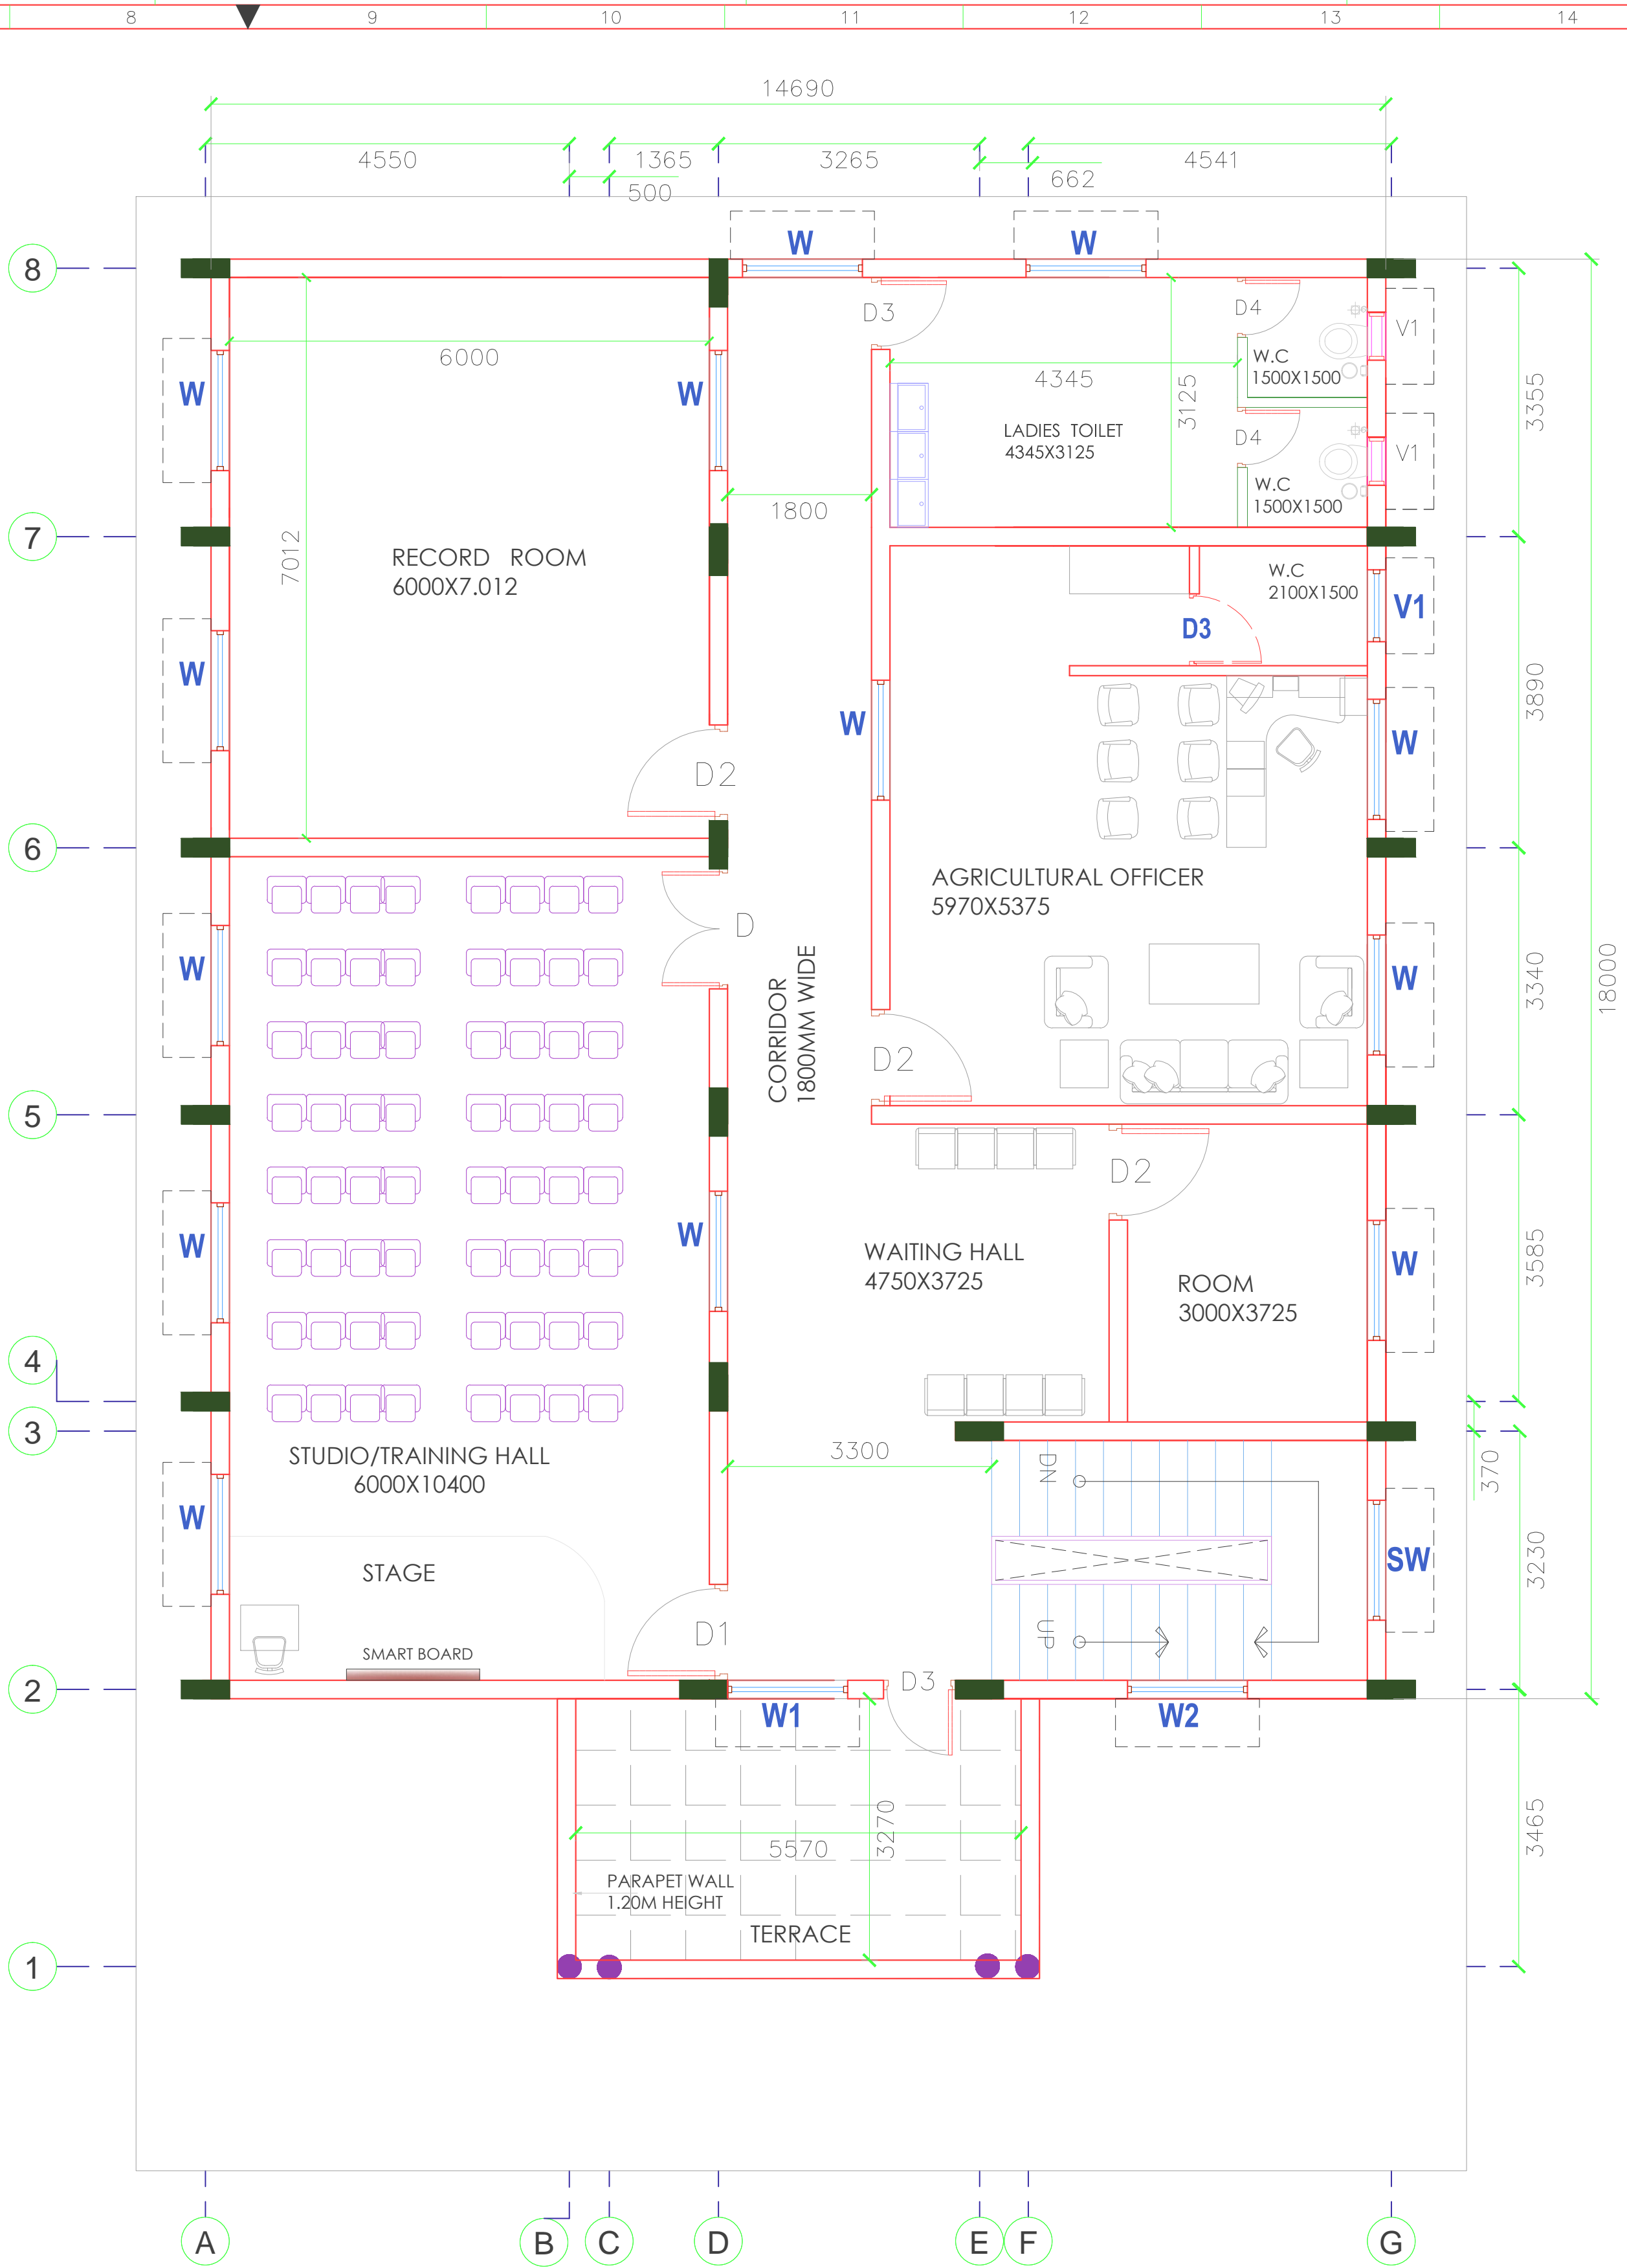 8 9 10 11 12 13 14
14690
4550 1365 3265 4541
500 662
W W
8
D3 D4 V1
6000
W.C
1500X1500
W W
4345 3125
3355
LADIES TOILET
4345X3125
D4 V1
W.C
1500X1500
1800
7
7012
RECORD ROOM
6000X7.012
W.C
2100X1500
V1
D3
W
3890
W
W
D2
6
AGRICULTURAL OFFICER
5970X5375
D
W
W
3340
18000
CORRIDOR
1800MM WIDE
D2
5
D2
W
W
WAITING HALL
4750X3725
W
3585
ROOM
3000X3725
4
3
STUDIO/TRAINING HALL
6000X10400
3300
DN
370
W
SW
3230
STAGE
D1
UP
SMART BOARD
2
D3
W1 W2
5570
3270
3465
PARAPET WALL
1.20M HEIGHT
TERRACE
1
A B C D E F G